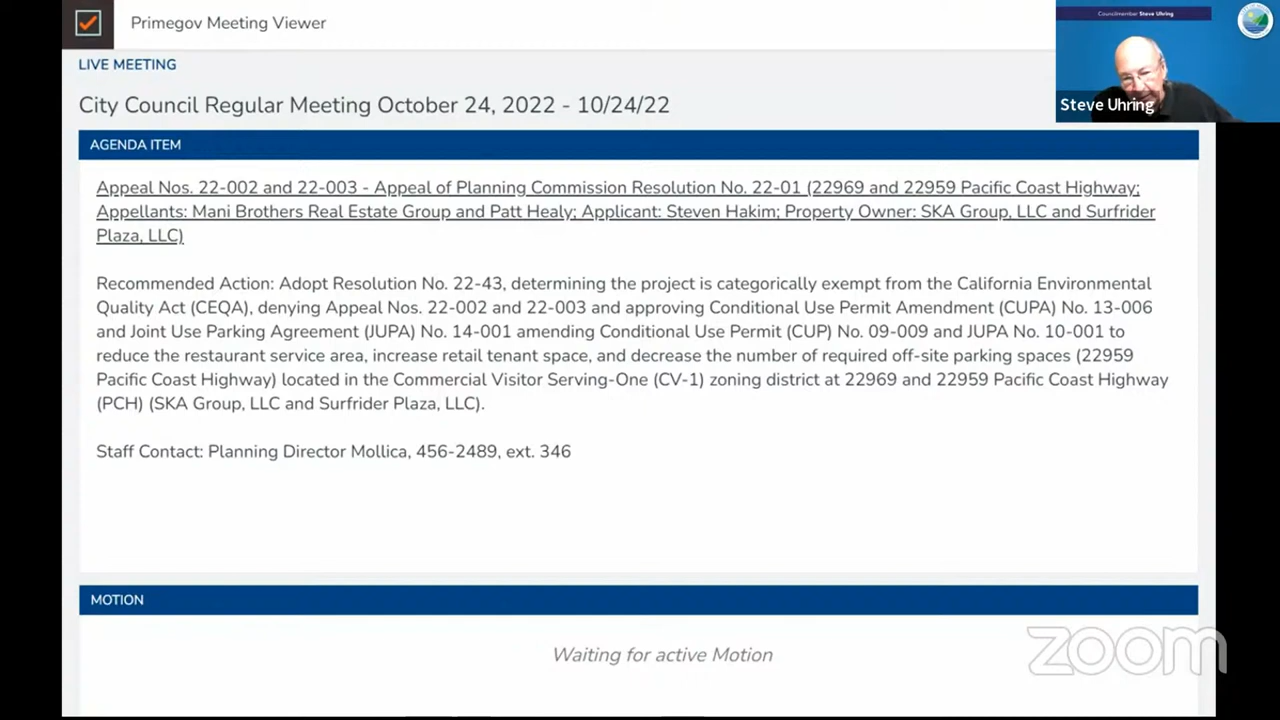 Primegov Meeting Viewer
Councilmember Steve Uhring
LIVE MEETING
City Council Regular Meeting October 24, 2022 - 10/24/22
Steve Uhring
AGENDA ITEM
Appeal Nos. 22-002 and 22-003 - Appeal of Planning Commission Resolution No. 22-01 (22969 and 22959 Pacific Coast Highway;
Appellants: Mani Brothers Real Estate Group and Patt Healy; Applicant: Steven Hakim; Property Owner: SKA Group, LLC and Surfrider
Plaza, LLC)
Recommended Action: Adopt Resolution No. 22-43, determining the project is categorically exempt from the California Environmental
Quality Act (CEQA), denying Appeal Nos. 22-002 and 22-003 and approving Conditional Use Permit Amendment (CUPA) No. 13-006
and Joint Use Parking Agreement (JUPA) No. 14-001 amending Conditional Use Permit (CUP) No. 09-009 and JUPA No. 10-001 to
reduce the restaurant service area, increase retail tenant space, and decrease the number of required off-site parking spaces (22959
Pacific Coast Highway) located in the Commercial Visitor Serving-One (CV-1) zoning district at 22969 and 22959 Pacific Coast Highway
(PCH) (SKA Group, LLC and Surfrider Plaza, LLC).
Staff Contact: Planning Director Mollica, 456-2489, ext. 346
MOTION
Waiting for active Motion
zoom